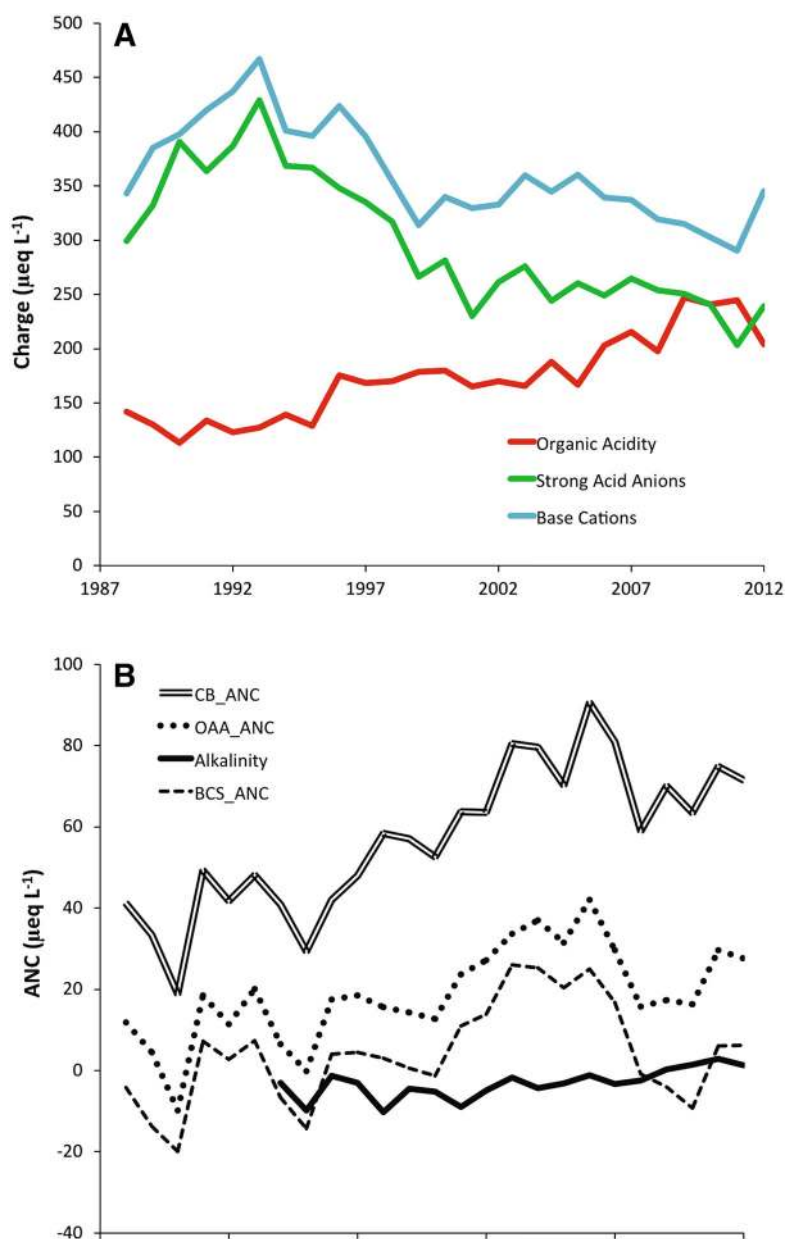 A
500
450
400
350
300
250
200
150
100
50
0
Charge (µeq L-1)
Organic Acidity
Strong Acid Anions
Base Cations
1987 1992 1997 2002 2007 2012
B
100
80
60
40
20
0
-20
-40
ANC (µeq L-1)
CB_ANC
OAA_ANC
Alkalinity
BCS_ANC